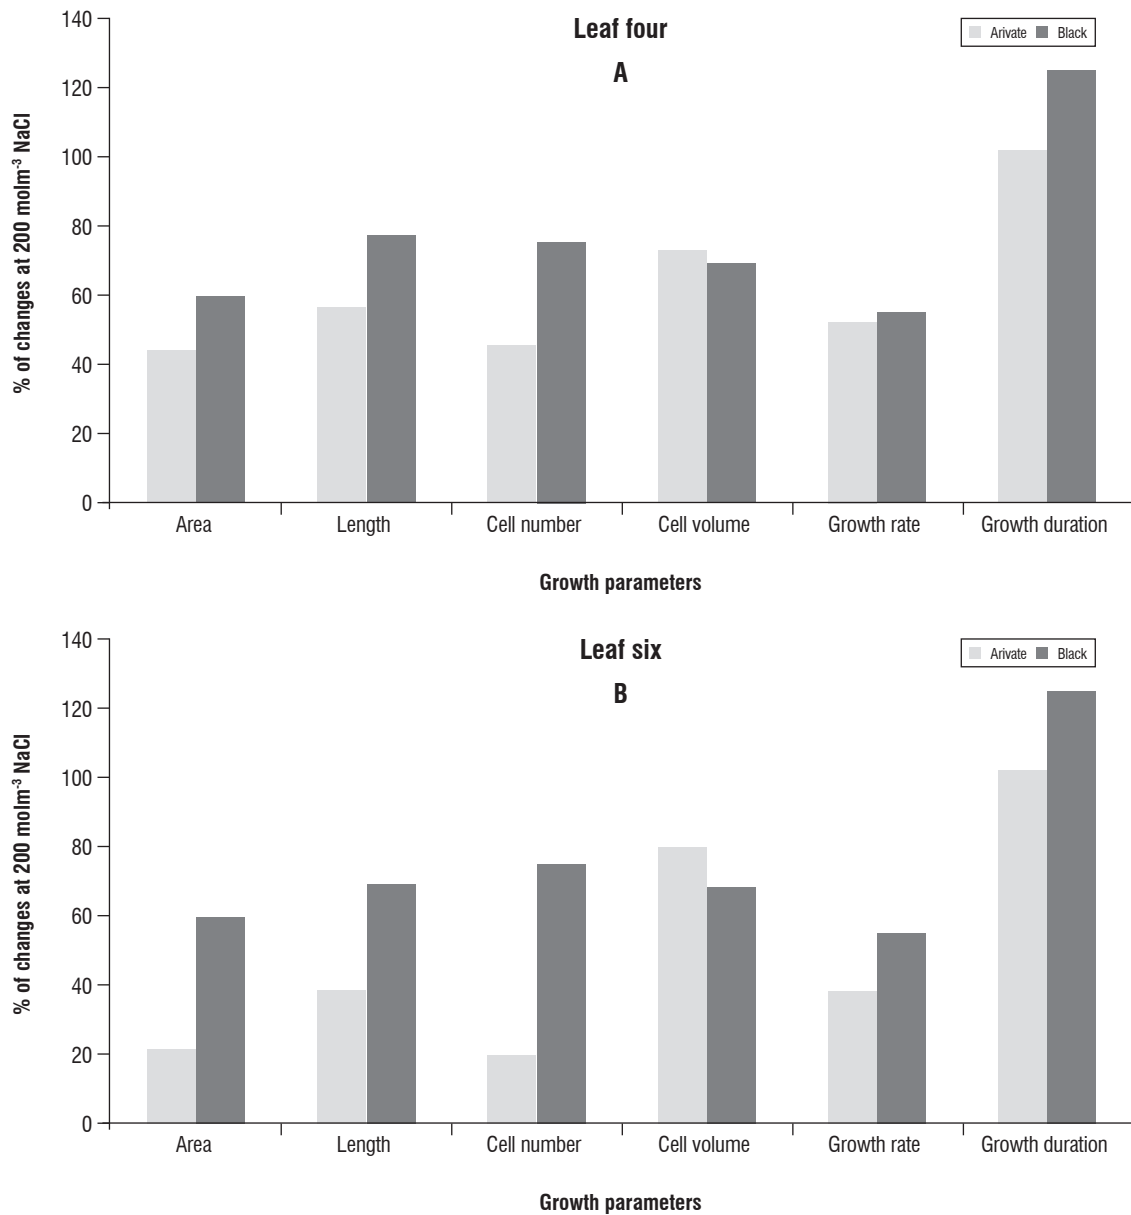 Leaf four
A
Arivate Black
% of changes at 200 molm⁻³ NaCl
140
120
100
80
60
40
20
0
Area Length Cell number Cell volume Growth rate Growth duration
Growth parameters
Leaf six
B
Arivate Black
% of changes at 200 molm⁻³ NaCl
140
120
100
80
60
40
20
0
Area Length Cell number Cell volume Growth rate Growth duration
Growth parameters